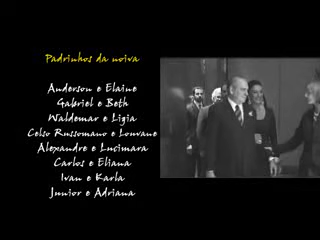 Padrinhos da noiva
Anderson e Elaine
Gabriel e Beth
Waldemar e Ligia
Celso Russomano e Louvane
Alexandre e Lusimara
Carlos e Eliana
Ivan e Karla
Junior e Adriana